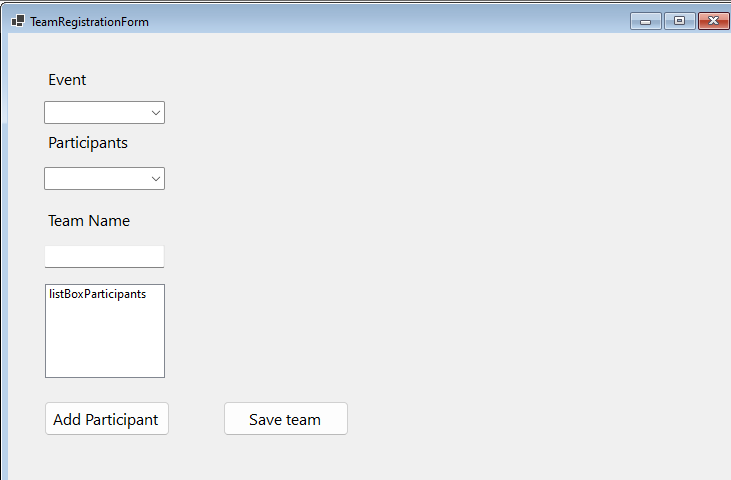 TeamRegistrationForm
Event
Participants
Team Name
listBoxParticipants
Add Participant
Save team